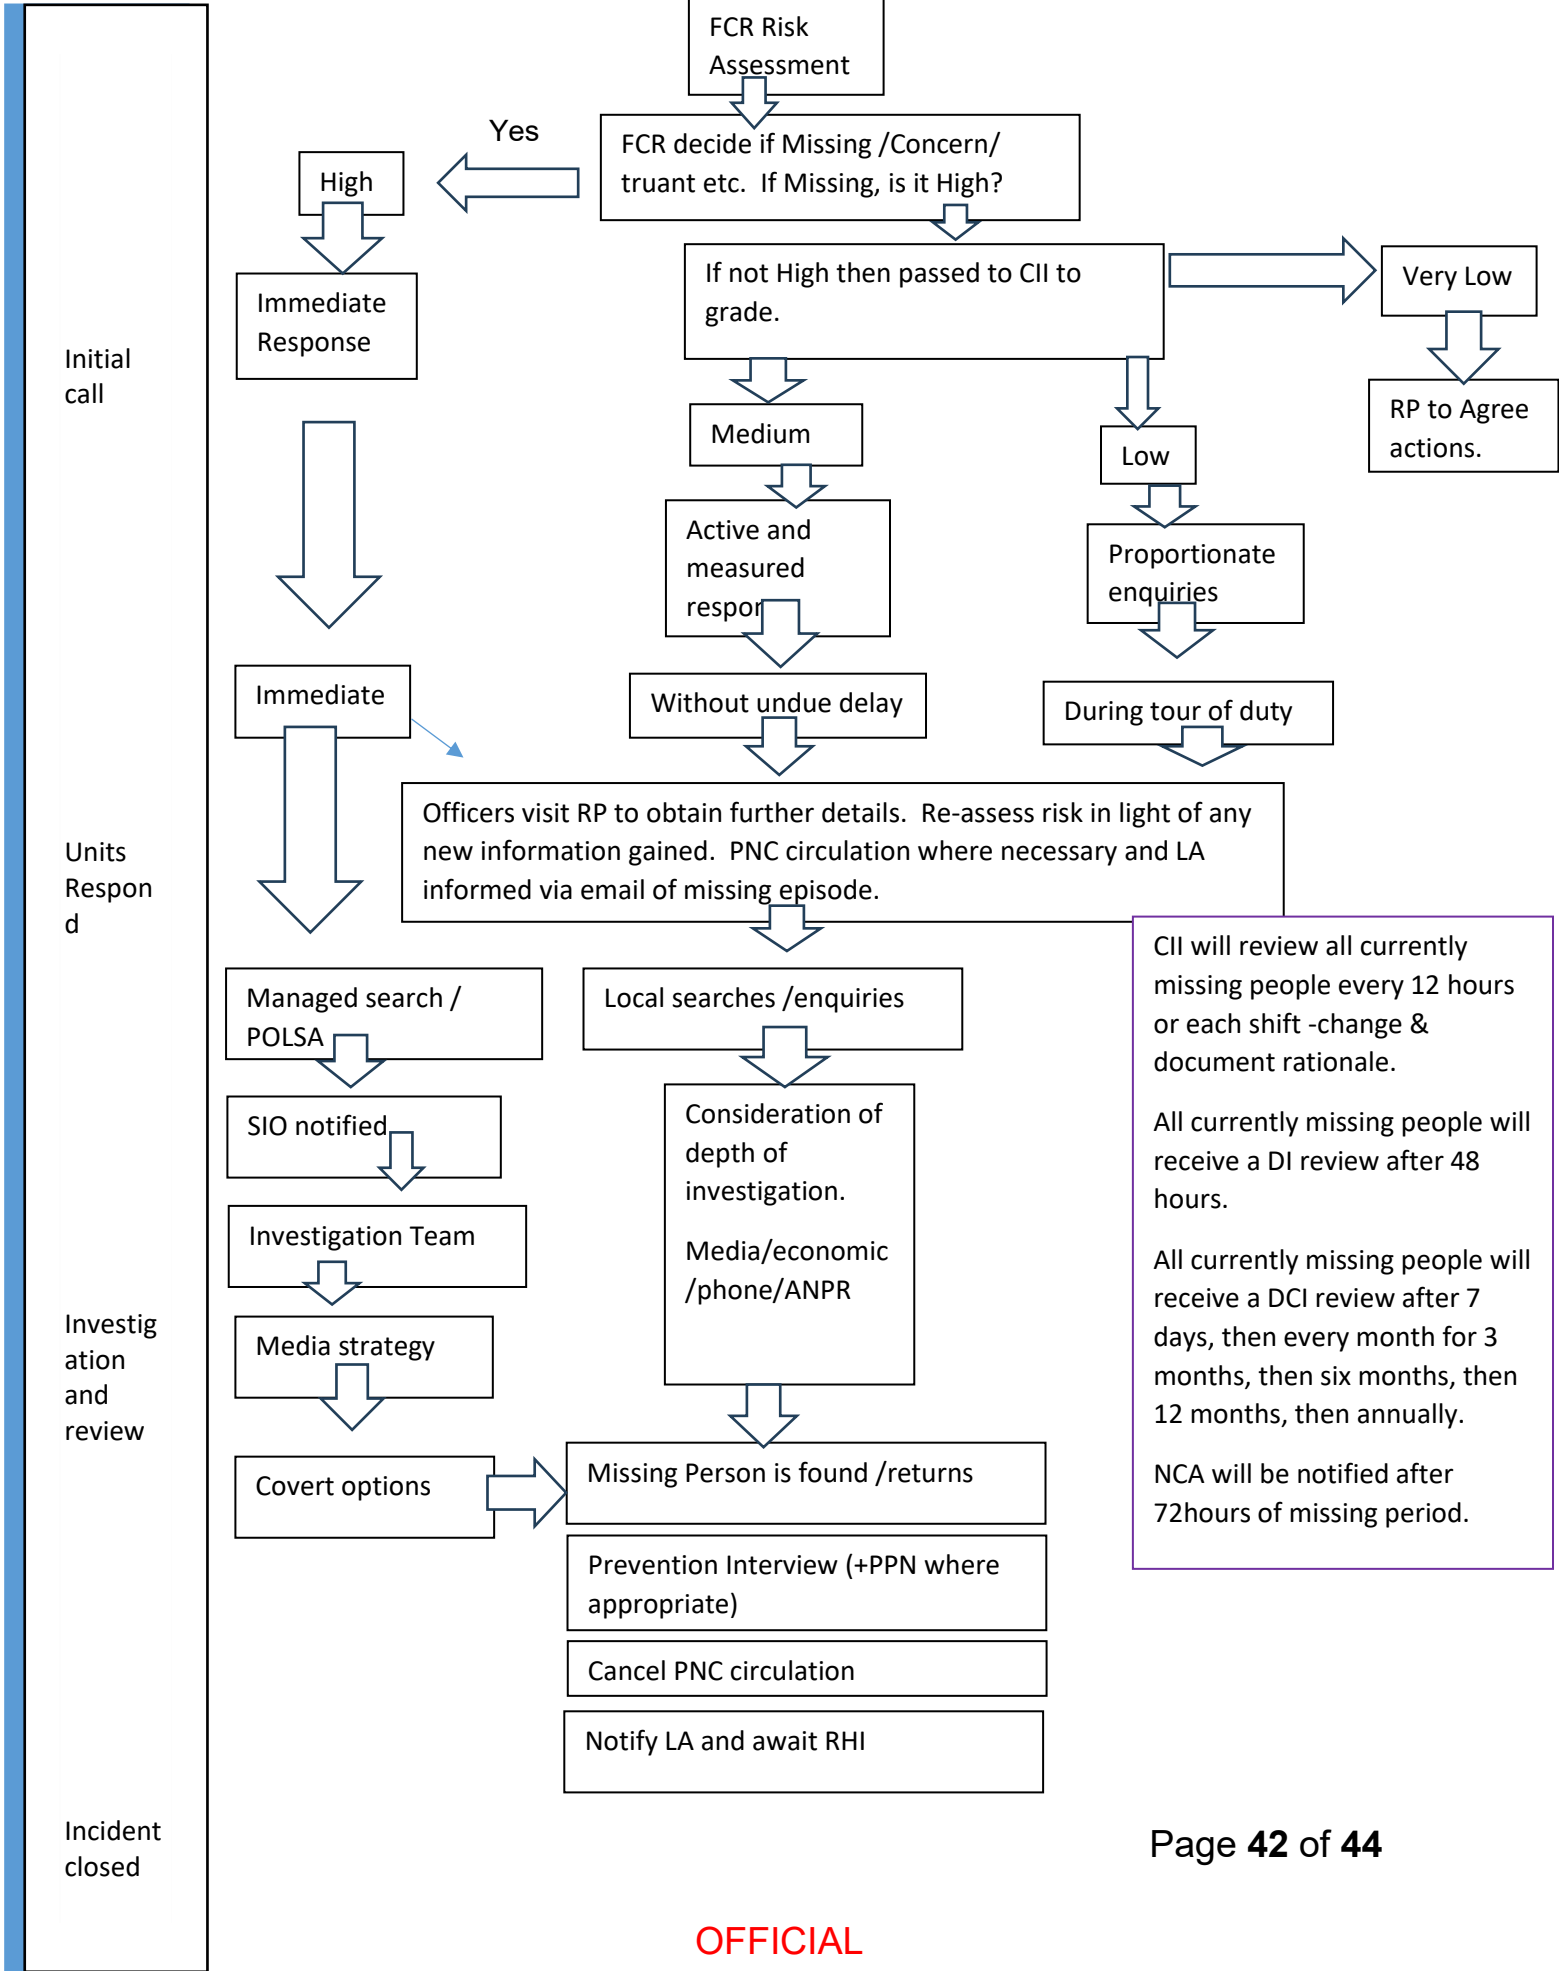 FCR Risk
Assessment
Yes
FCR decide if Missing /Concern/
truant etc.  If Missing, is it High?
High
If not High then passed to CII to
grade.
Very Low
Immediate
Response
Initial
call
RP to Agree
actions.
Medium
Low
Active and
measured
Proportionate
enquiries
Immediate
Without undue delay
During tour of duty
Units
Respon
d
Officers visit RP to obtain further details.  Re-assess risk in light of any
new information gained.  PNC circulation where necessary and LA
informed via email of missing episode.
Managed search /
POLSA
Local searches /enquiries
SIO notified
Investigation Team
Media strategy
Covert options
Consideration of
depth of
investigation.
Media/economic
/phone/ANPR
CII will review all currently
missing people every 12 hours
or each shift -change &
document rationale.
All currently missing people will
receive a DI review after 48
hours.
All currently missing people will
receive a DCI review after 7
days, then every month for 3
months, then six months, then
12 months, then annually.
NCA will be notified after
72hours of missing period.
Investig
ation
and
review
Missing Person is found /returns
Prevention Interview (+PPN where
appropriate)
Cancel PNC circulation
Notify LA and await RHI
Incident
closed
Page 42 of 44
OFFICIAL